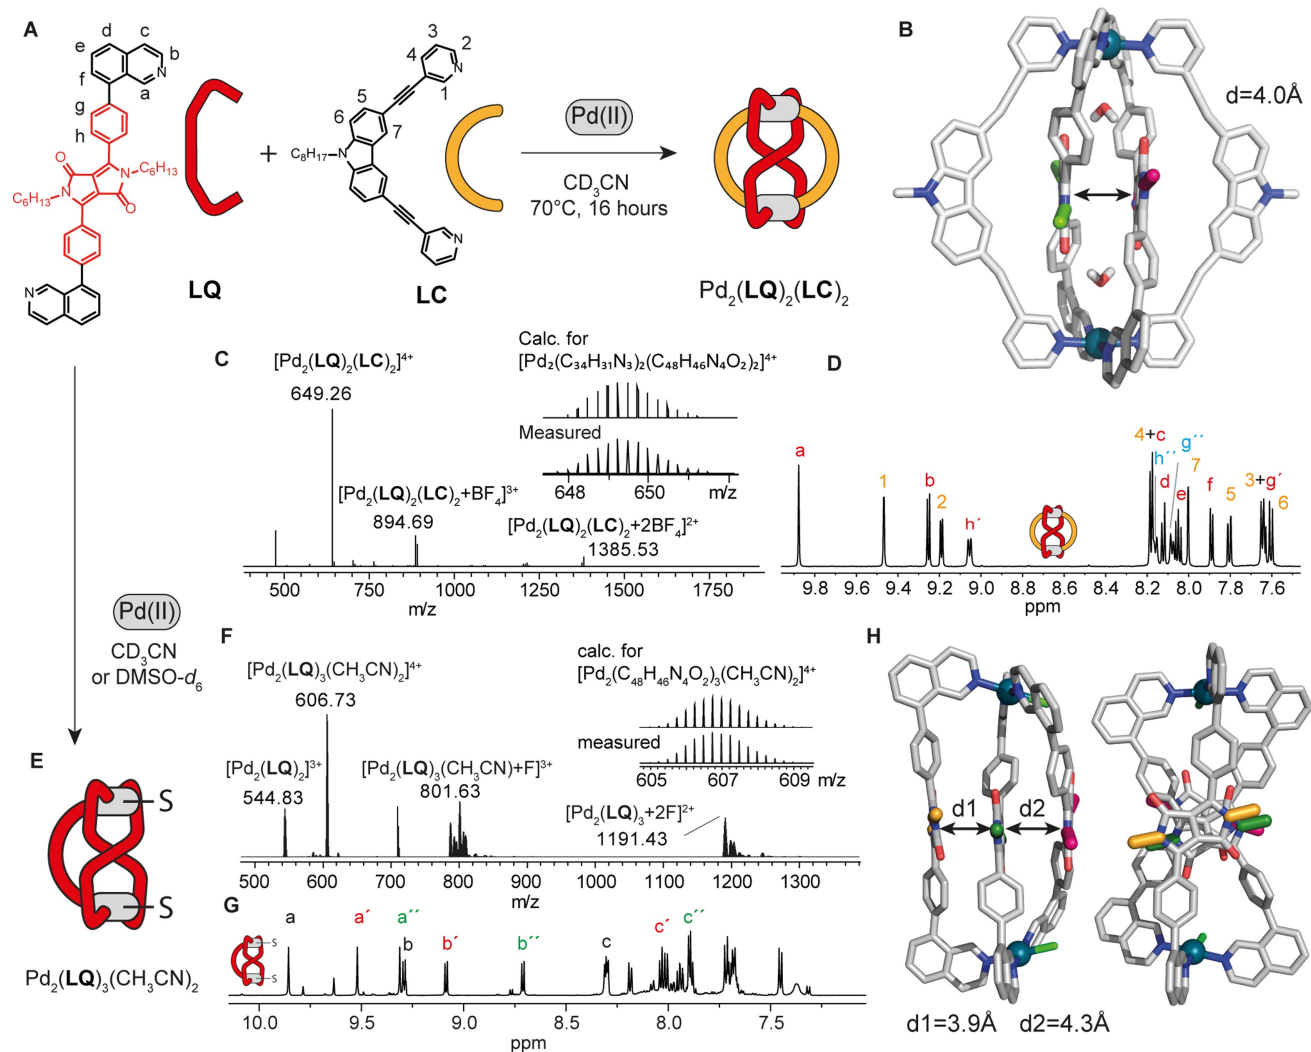 A
d
c
e
b
f
N
a
g
h
O
N
C₆H₁₃
C₆H₁₃
N
O
N
LQ
+
3
4
2
N
1
5
6
7
C₈H₁₇
N
N
LC
Pd(II)
CD₃CN
70°C, 16 hours
Pd₂(LQ)₂(LC)₂
B
d=4.0Å
C
[Pd₂(LQ)₂(LC)₂]⁴⁺
649.26
Calc. for
[Pd₂(C₃₄H₃₁N₃)₂(C₄₈H₄₆N₄O₂)₂]⁴⁺
Measured
648
650
m/z
[Pd₂(LQ)₂(LC)₂+BF₄]³⁺
894.69
[Pd₂(LQ)₂(LC)₂+2BF₄]²⁺
1385.53
500 750 1000 1250 1500 1750
m/z
D
a
1
b
2
h´
4+c
h´´
g´´
d
e
7
f
5
3+g´
6
9.8 9.6 9.4 9.2 9.0 8.8 8.6 8.4 8.2 8.0 7.8 7.6
ppm
Pd(II)
CD₃CN
or DMSO-d₆
E
S
S
Pd₂(LQ)₃(CH₃CN)₂
F
[Pd₂(LQ)₃(CH₃CN)₂]⁴⁺
606.73
[Pd₂(LQ)₂]³⁺
544.83
[Pd₂(LQ)₃(CH₃CN)+F]³⁺
801.63
calc. for
[Pd₂(C₄₈H₄₆N₄O₂)₃(CH₃CN)₂]⁴⁺
measured
605 607 609 m/z
[Pd₂(LQ)₃+2F]²⁺
1191.43
500 600 700 800 900 1000 1100 1200 1300
m/z
G
S
S
a
a´
a´´
b
b´
b´´
c
c´
c´´
10.0 9.5 9.0 8.5 8.0 7.5
ppm
H
d1
d2
d1=3.9Å d2=4.3Å